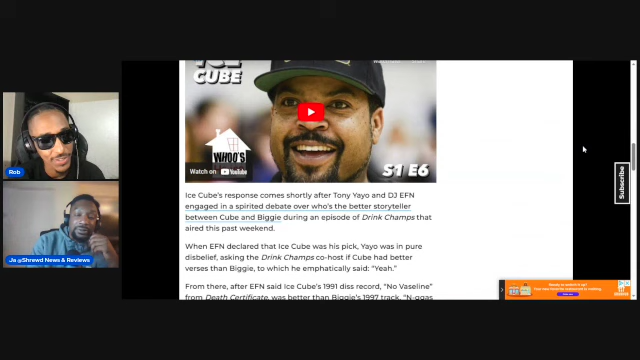 ICE
CUBE
WHO'S
Watch on YouTube
S1 E6
Rob
Ja @Shrewd News & Reviews
Ice Cube's response comes shortly after Tony Yayo and DJ EFN
engaged in a spirited debate over who's the better storyteller
between Cube and Biggie during an episode of Drink Champs that
aired this past weekend.
When EFN declared that Ice Cube was his pick, Yayo was in pure
disbelief, asking the Drink Champs co-host if Cube had better
verses than Biggie, to which he emphatically said: "Yeah."
From there, after EFN said Ice Cube's 1991 diss record, "No Vaseline"
from Death Certificate, was better than Biggie's 1997 track, "N-ggas
Subscribe